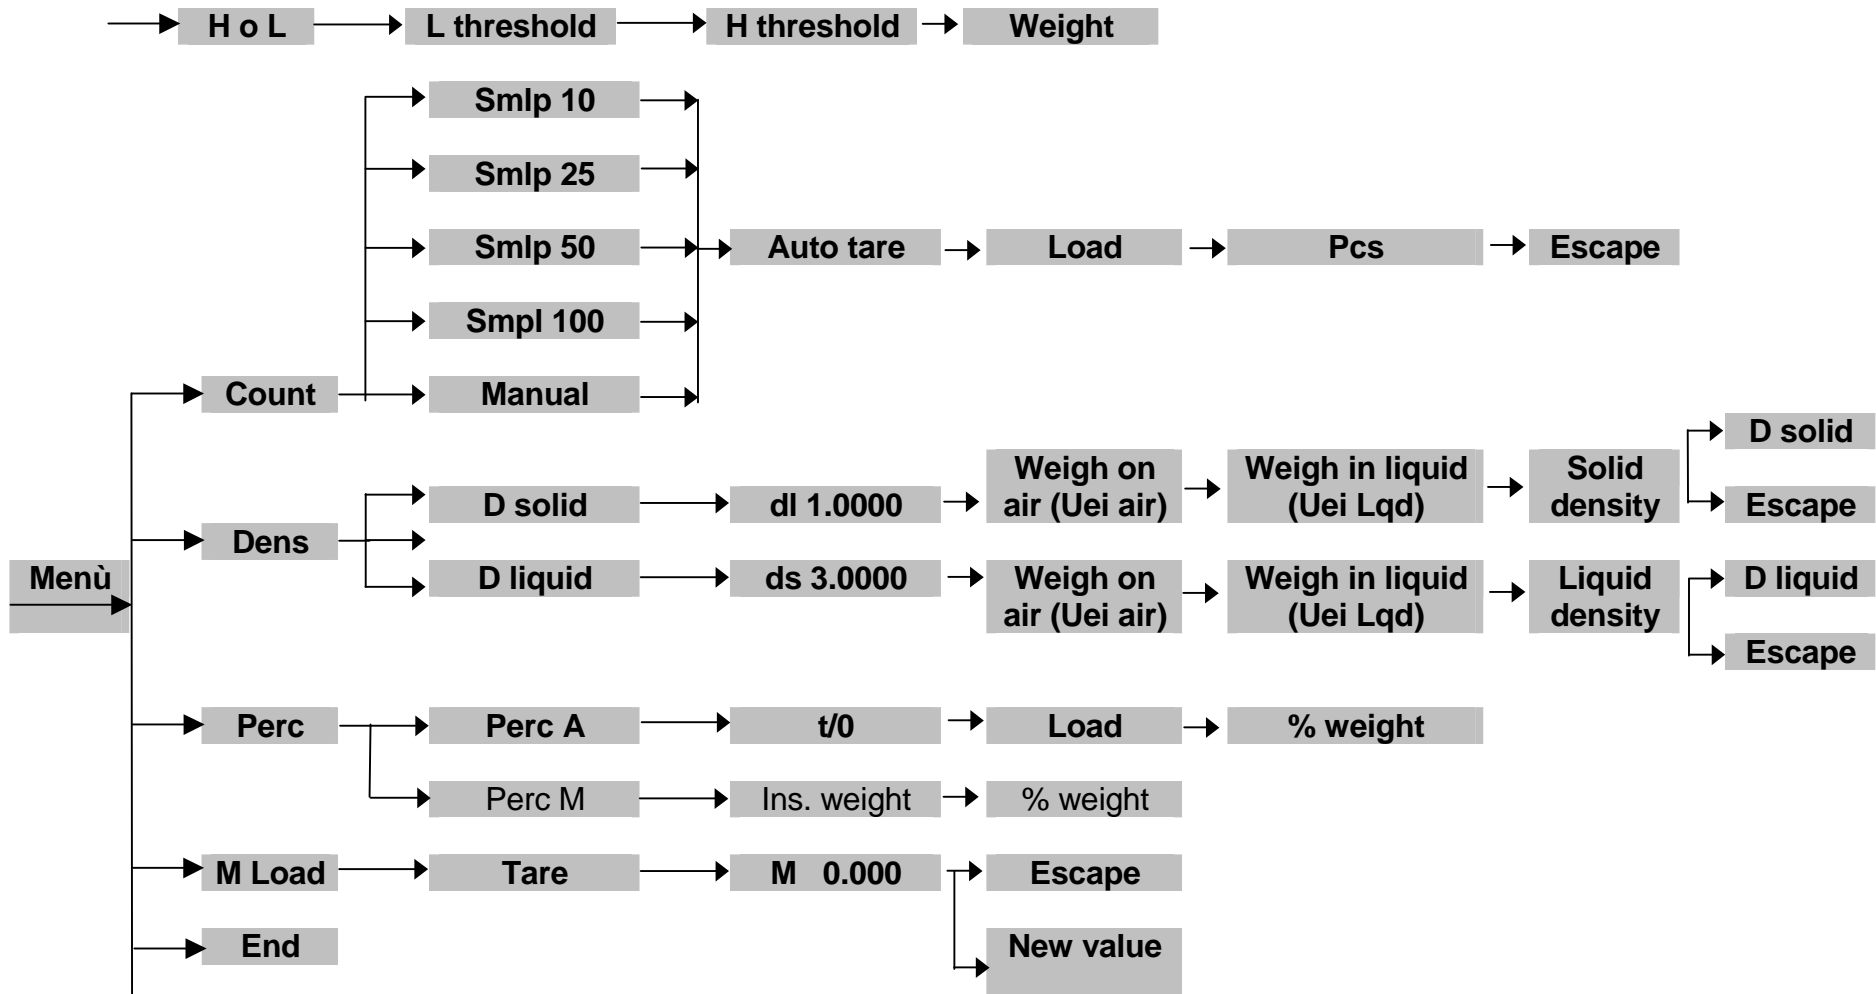 H o L
L threshold
H threshold
Weight
Smlp 10
Smlp 25
Smlp 50
Auto tare
Load
Pcs
Escape
Smpl 100
Count
Manual
D solid
Weigh on
air (Uei air)
Weigh in liquid
(Uei Lqd)
Solid
density
D solid
dl 1.0000
Escape
Dens
Menù
D liquid
ds 3.0000
Weigh on
air (Uei air)
Weigh in liquid
(Uei Lqd)
Liquid
density
D liquid
Escape
Perc
Perc A
t/0
Load
% weight
Perc M
Ins. weight
% weight
M Load
Tare
M 0.000
Escape
End
New value